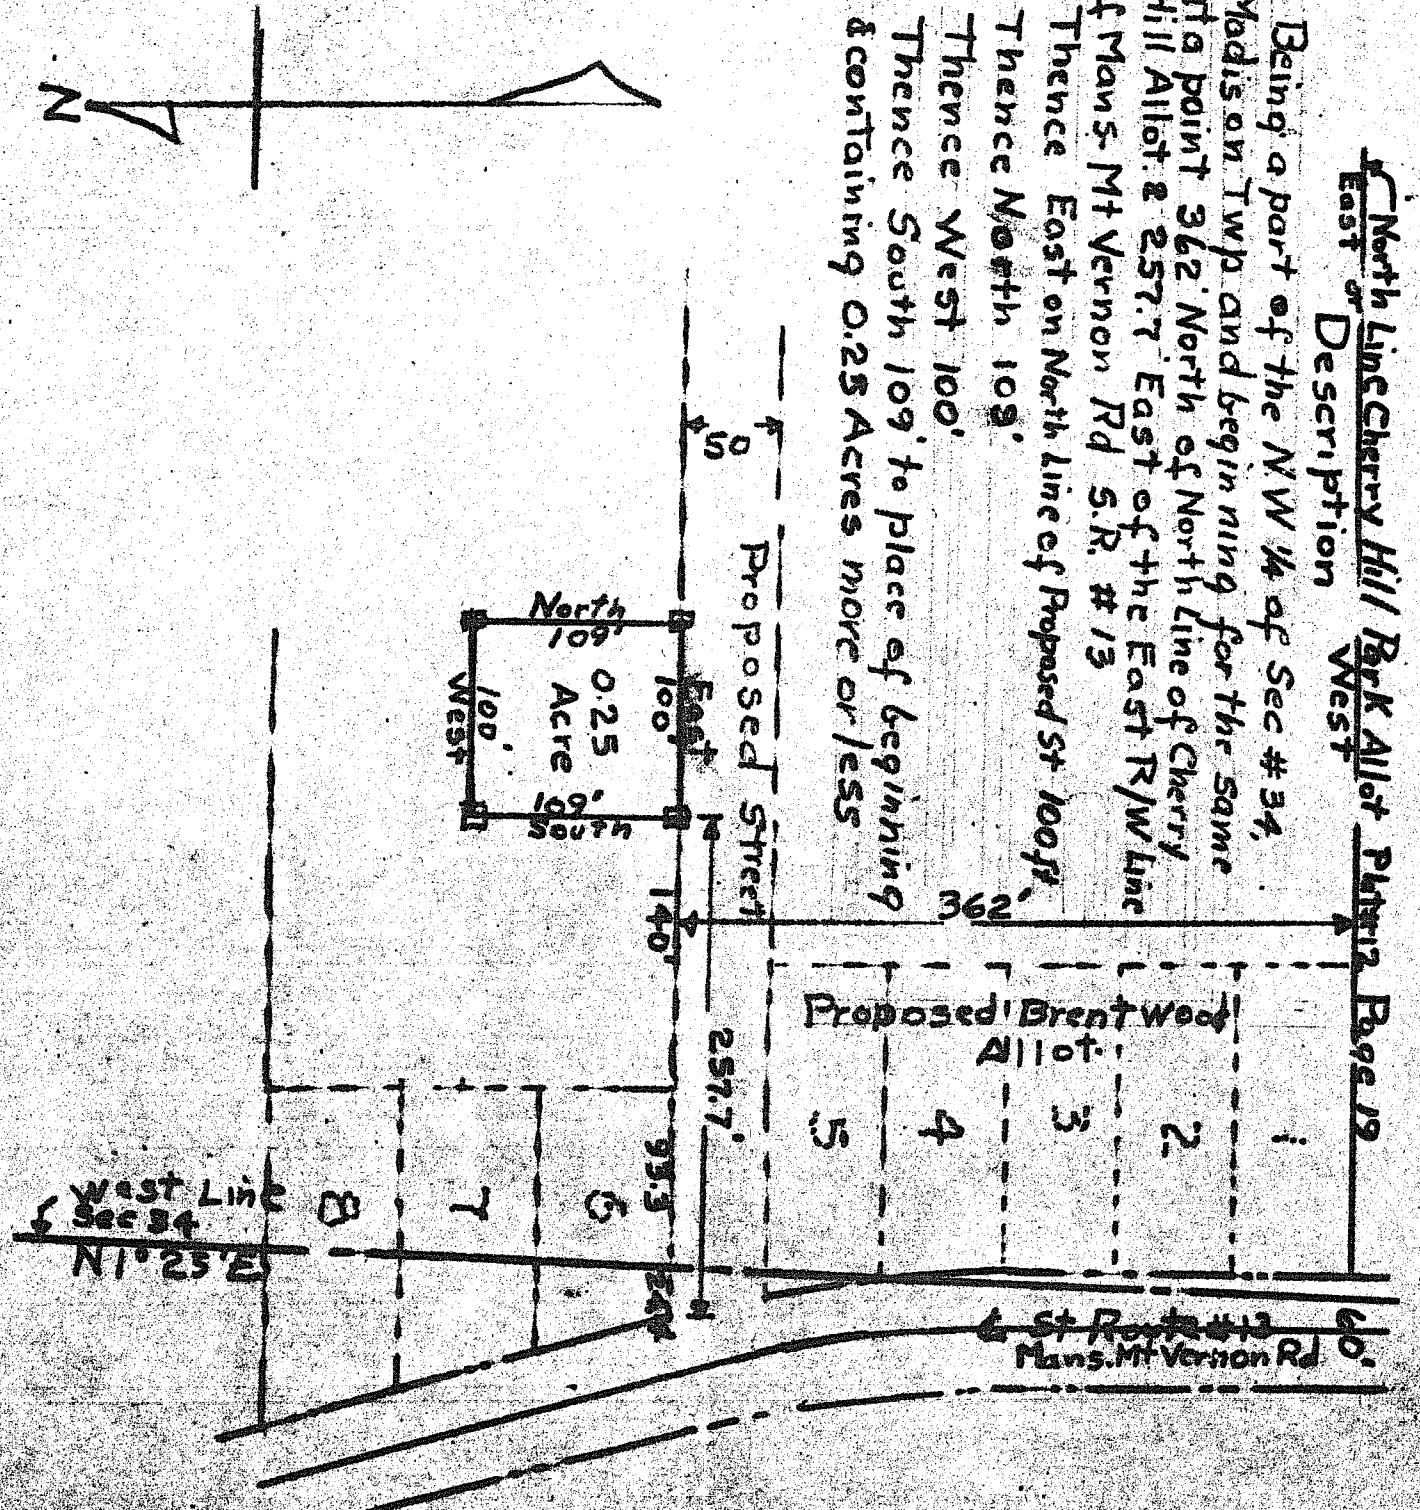 North Line Cherry Hill Park Allot Plat 12 Page 19
East or West
Description
Being a part of the NW ¼ of Sec #34,
Madison Twp and beginning for the same
at a point 362' North of North Line of Cherry
Hill Allot. & 257.7' East of the East R/W Line
of Mans-Mt Vernon Rd S.R. #13
Thence East on North Line of Proposed St 100ft
Thence North 109'
Thence West 100'
Thence South 109' to place of beginning
& containing 0.25 Acres more or less
N
50
Proposed Street
North
109'
East
100'
0.25
Acre
100'
West
109'
South
362'
140'
257.7'
93.3
Proposed Brentwood
Allot.
1
2
3
4
5
6
7
8
West Line
Sec 34
N 1° 25' E
St Route #13
Mans. Mt Vernon Rd
60'